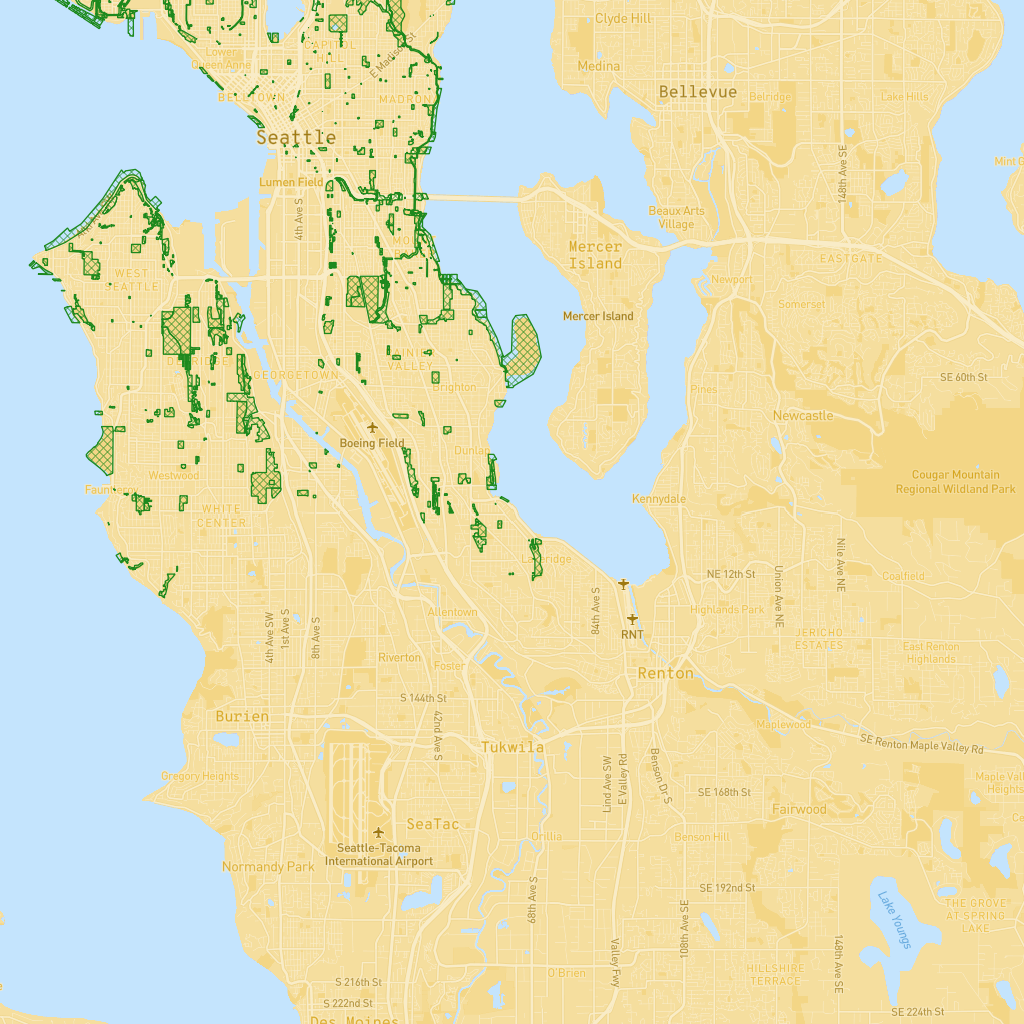 Clyde Hill
CAPITOL
HILL
Lower
Queen Anne
E Madison St
Medina
Bellevue
BELLTOWN
MADRON
Belridge
Lake Hills
Seattle
148th Ave SE
Mint G
Lumen Field
4th Ave S
Beaux Arts
Village
Mercer
Island
EASTGATE
WEST
SEATTLE
Newport
Somerset
Mercer Island
RAINIER
VALLEY
GEORGETOWN
Brighton
SE 60th St
Pines
Newcastle
Boeing Field
Dunlap
Westwood
Cougar Mountain
Regional Wildland Park
Fauntleroy
Kennydale
WHITE
CENTER
Nile Ave NE
Lakeridge
NE 12th St
Union Ave NE
Coalfield
84th Ave S
Allentown
Highlands Park
4th Ave SW
1st Ave S
8th Ave S
RNT
JERICHO
ESTATES
East Renton
Highlands
Riverton
Foster
Renton
S 144th St
42nd Ave S
Burien
Maplewood
SE Renton Maple Valley Rd
Tukwila
Gregory Heights
Lind Ave SW
E Valley Rd
Benson Dr S
SE 168th St
Maple Val
Heights
Fairwood
SeaTac
Orillia
Benson Hill
Seattle-Tacoma
International Airport
Normandy Park
68th Ave S
SE 192nd St
Lake Youngs
THE GROVE
AT SPRING
LAKE
108th Ave SE
148th Ave SE
Valley Fwy
O'Brien
HILLSHIRE
TERRACE
S 216th St
S 222nd St
SE 224th St
Des Moines